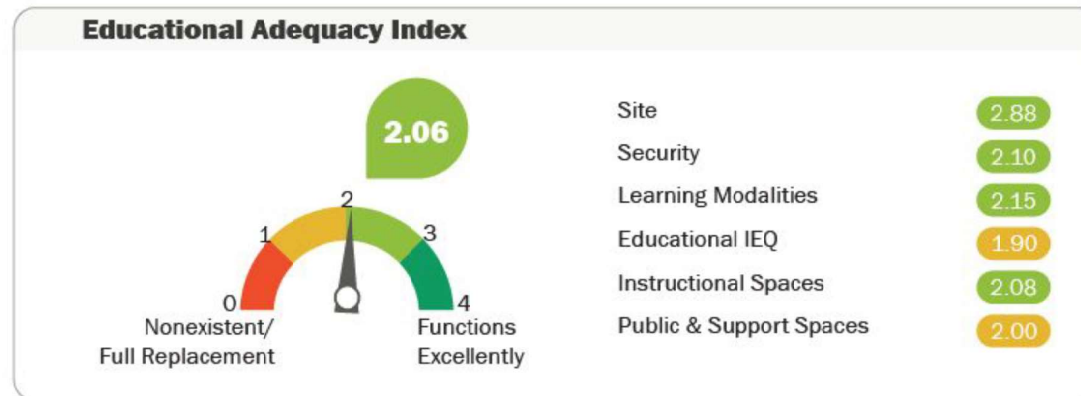 Educational Adequacy Index
2.06
0
1
2
3
4
Nonexistent/
Full Replacement
Functions
Excellently
Site 2.88
Security 2.10
Learning Modalities 2.15
Educational IEQ 1.90
Instructional Spaces 2.08
Public & Support Spaces 2.00